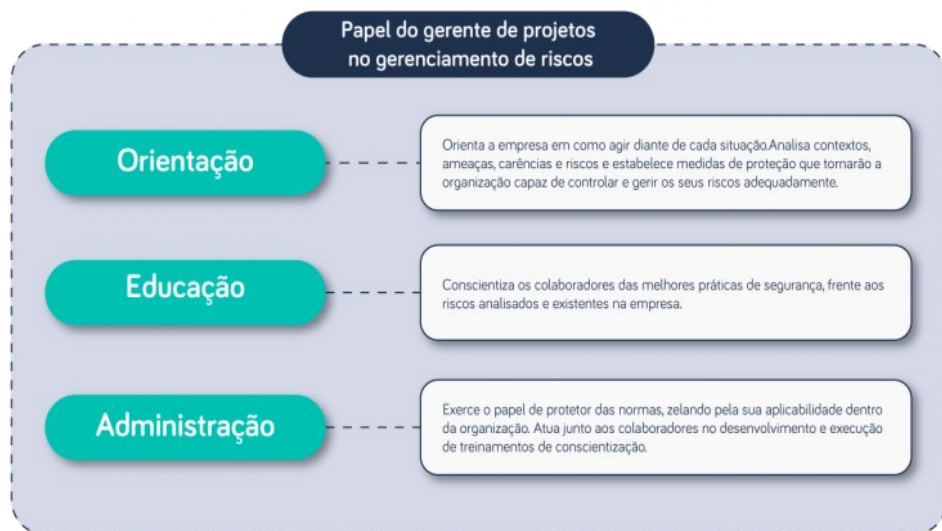 Papel do gerente de projetos
no gerenciamento de riscos
Orientação
Orienta a empresa em como agir diante de cada situação.Analisa contextos,
ameaças, carências e riscos e estabelece medidas de proteção que tornarão a
organização capaz de controlar e gerir os seus riscos adequadamente.
Educação
Conscientiza os colaboradores das melhores práticas de segurança, frente aos
riscos analisados e existentes na empresa.
Administração
Exerce o papel de protetor das normas, zelando pela sua aplicabilidade dentro
da organização. Atua junto aos colaboradores no desenvolvimento e execução
de treinamentos de conscientização.